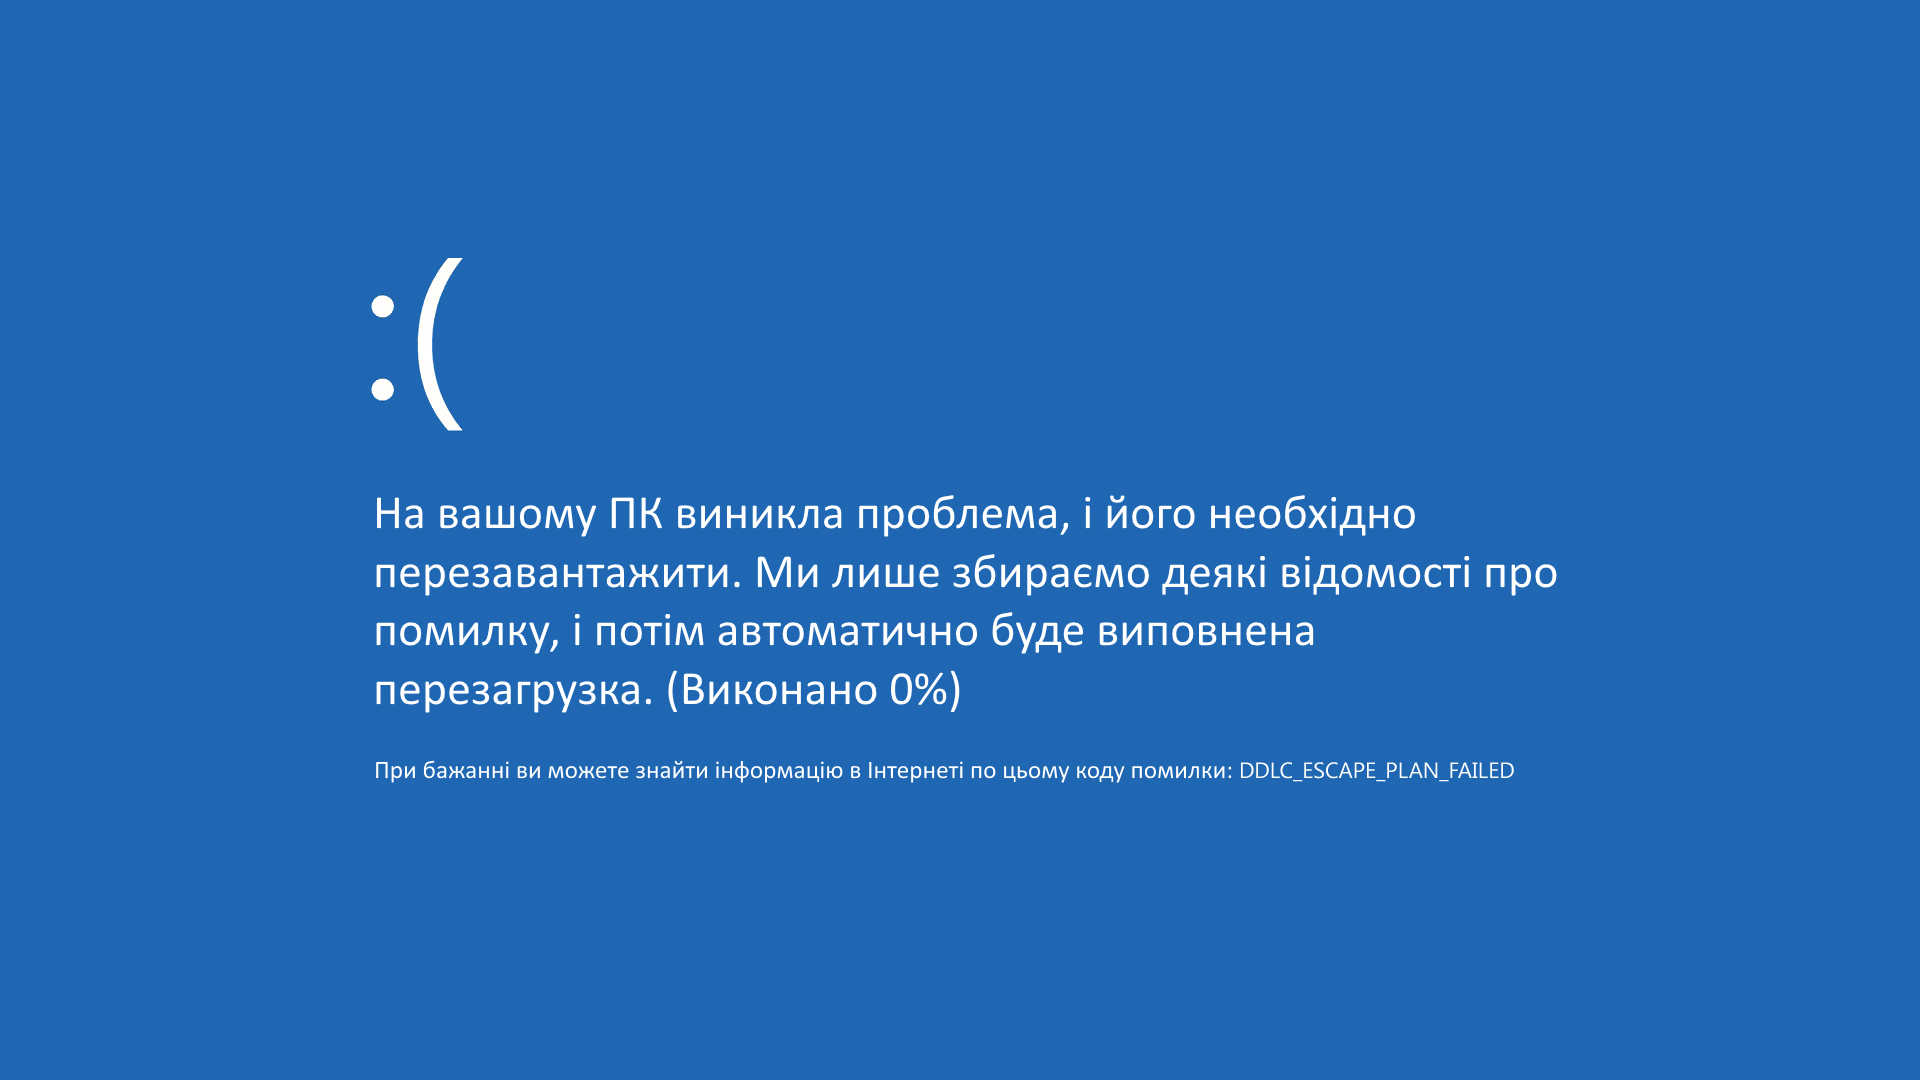 :(
На вашому ПК виникла проблема, і його необхідно
перезавантажити. Ми лише збираємо деякі відомості про
помилку, і потім автоматично буде виповнена
перезагрузка. (Виконано 0%)
При бажанні ви можете знайти інформацію в Інтернеті по цьому коду помилки: DDLC_ESCAPE_PLAN_FAILED